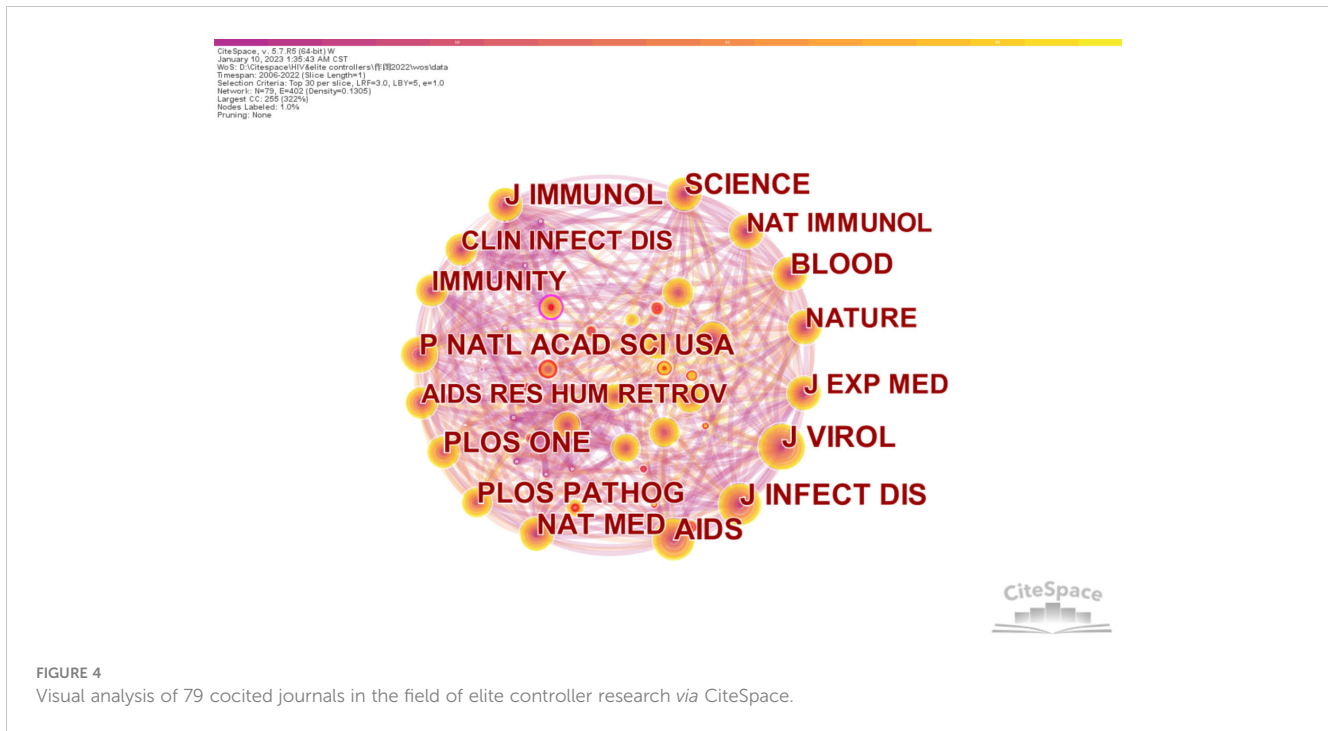 CiteSpace, v. 5.7.R5 (64-bit) W
January 10, 2023 1:35:43 AM CST
WoS: D:\Citespace\HIV&elite controllers\作图2022\wos\data
Timespan: 2006-2022 (Slice Length=1)
Selection Criteria: Top 30 per slice, LRF=3.0, LBY=5, e=1.0
Network: N=79, E=402 (Density=0.1305)
Largest CC: 255 (322%)
Nodes Labeled: 1.0%
Pruning: None
J IMMUNOL
SCIENCE
NAT IMMUNOL
CLIN INFECT DIS
BLOOD
IMMUNITY
NATURE
P NATL ACAD SCI USA
J EXP MED
AIDS RES HUM RETROV
J VIROL
PLOS ONE
PLOS PATHOG
J INFECT DIS
NAT MED
AIDS
CiteSpace
FIGURE 4
Visual analysis of 79 cocited journals in the field of elite controller research via CiteSpace.